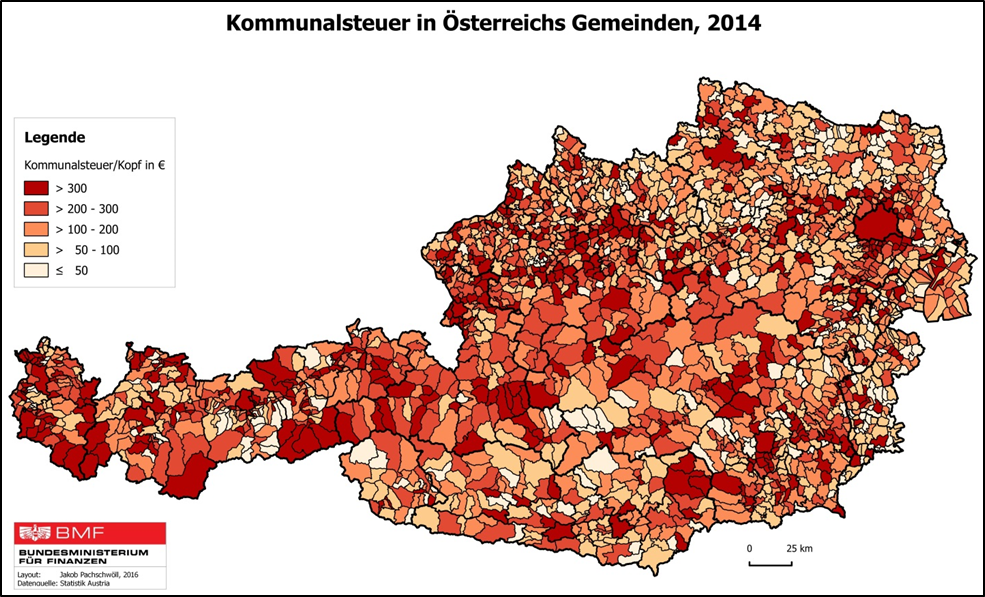 Kommunalsteuer in Österreichs Gemeinden, 2014
Legende
Kommunalsteuer/Kopf in €
> 300
> 200 - 300
> 100 - 200
> 50 - 100
≤ 50
BMF
BUNDESMINISTERIUM
FÜR FINANZEN
Layout: Jakob Pachschwöll, 2016
Datenquelle: Statistik Austria
0 25 km